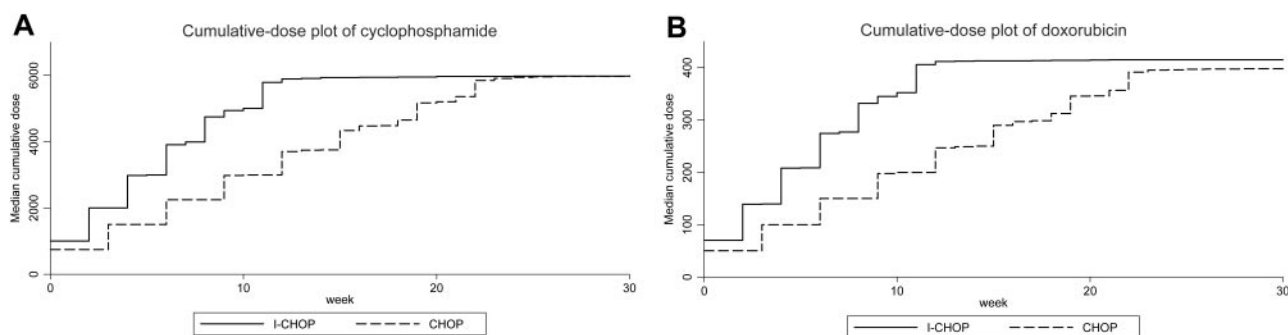 A
Cumulative-dose plot of cyclophosphamide
Median cumulative dose
6000
4000
2000
0
0 10 20 30
week
I-CHOP CHOP
B
Cumulative-dose plot of doxorubicin
Median cumulative dose
400
300
200
100
0
0 10 20 30
week
I-CHOP CHOP